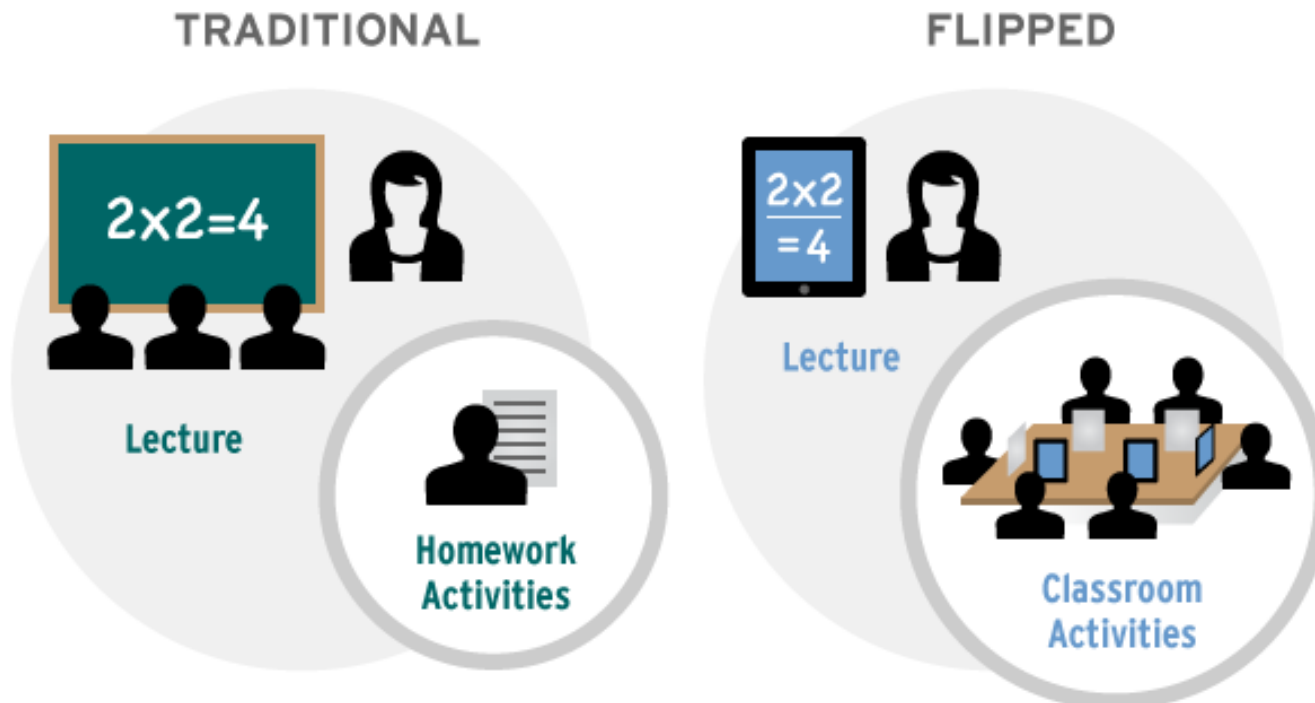 TRADITIONAL
2x2=4
Lecture
Homework
Activities
FLIPPED
2x2
=4
Lecture
Classroom
Activities